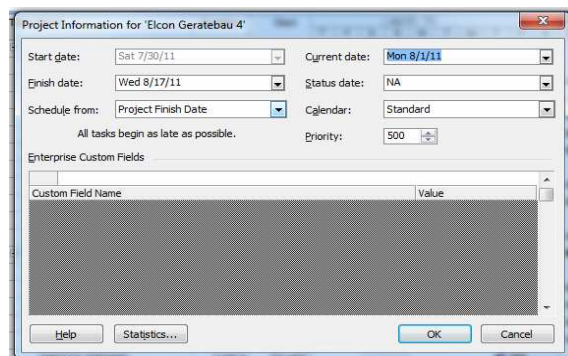 Project Information for 'Elcon Geratebau 4'
Start date: Sat 7/30/11 Current date: Mon 8/1/11
Finish date: Wed 8/17/11 Status date: NA
Schedule from: Project Finish Date Calendar: Standard
All tasks begin as late as possible. Priority: 500
Enterprise Custom Fields
Custom Field Name Value
Help Statistics... OK Cancel